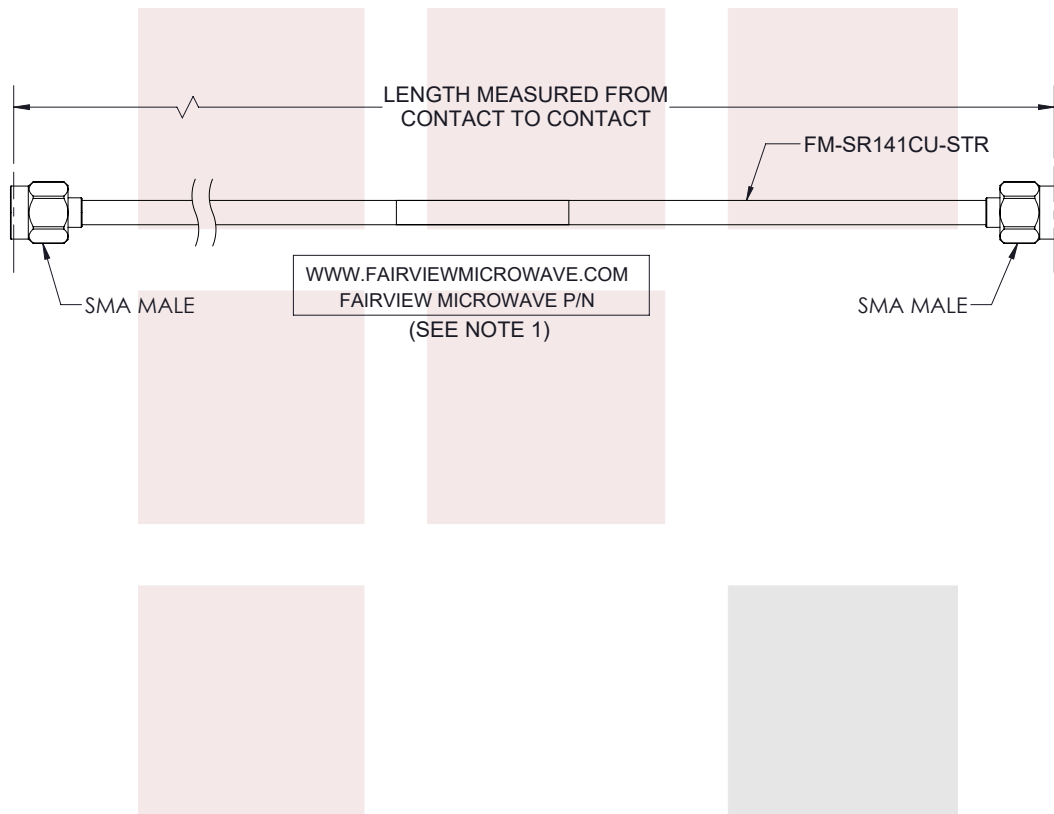 LENGTH MEASURED FROM
CONTACT TO CONTACT
FM-SR141CU-STR
SMA MALE
WWW.FAIRVIEWMICROWAVE.COM
FAIRVIEW MICROWAVE P/N
(SEE NOTE 1)
SMA MALE